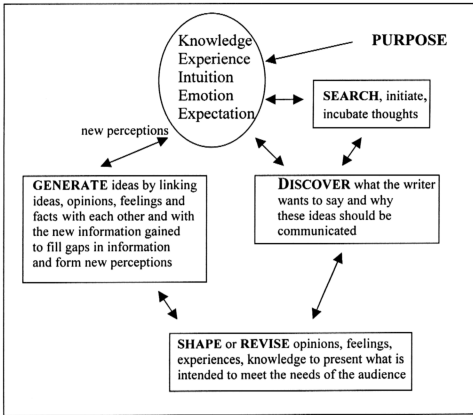 Knowledge
Experience
Intuition
Emotion
Expectation
PURPOSE
SEARCH, initiate,
incubate thoughts
new perceptions
GENERATE ideas by linking
ideas, opinions, feelings and
facts with each other and with
the new information gained
to fill gaps in information
and form new perceptions
DISCOVER what the writer
wants to say and why
these ideas should be
communicated
SHAPE or REVISE opinions, feelings,
experiences, knowledge to present what is
intended to meet the needs of the audience